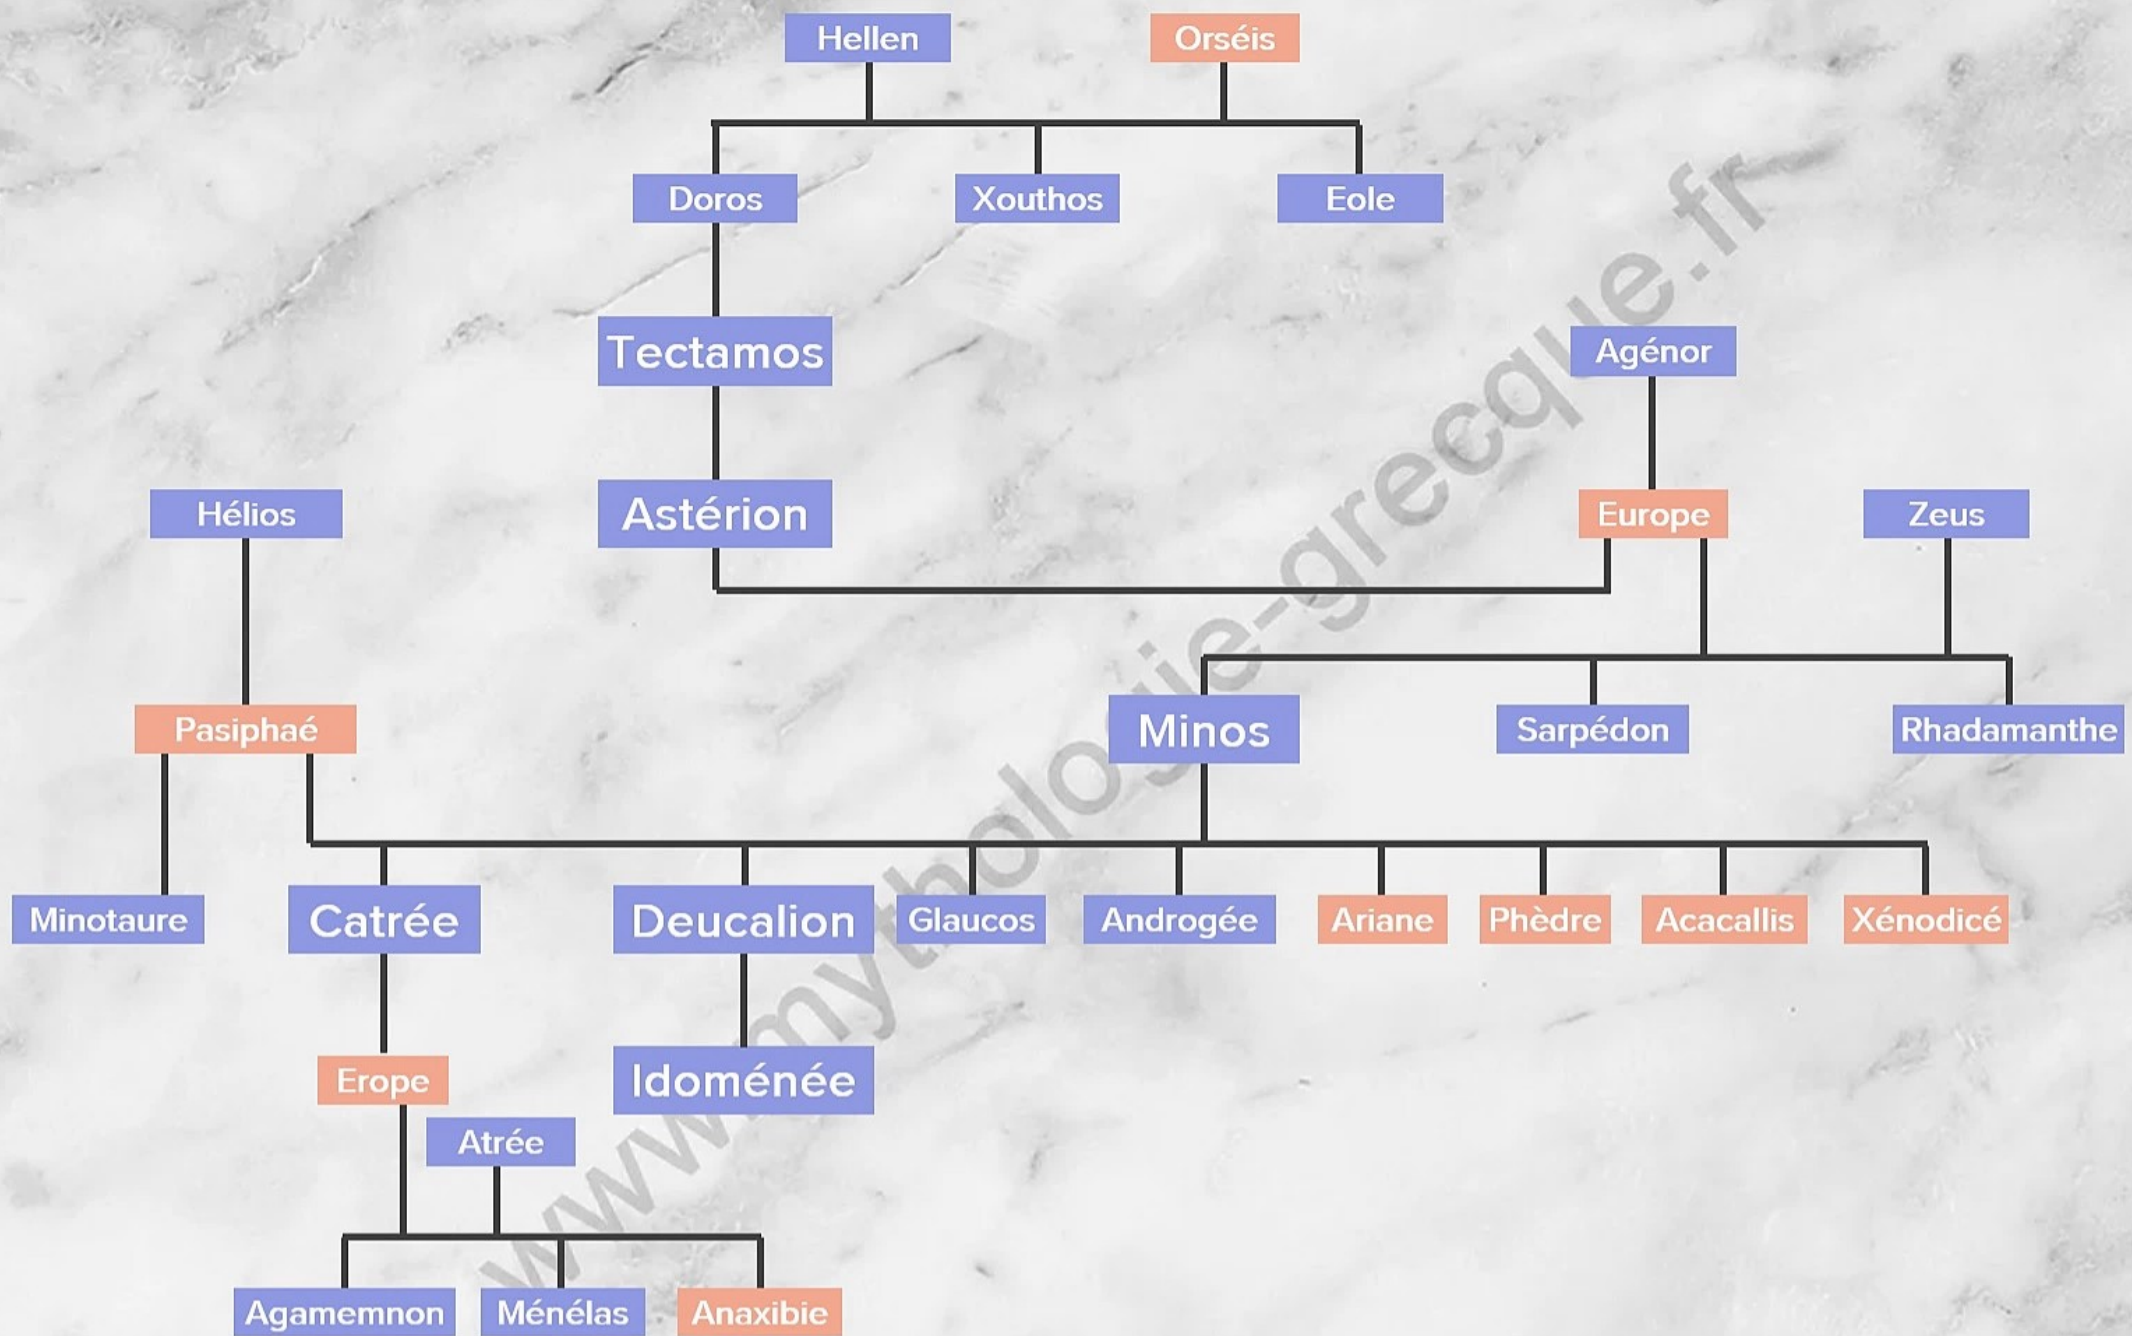 Hellen
Orséis
Doros
Xouthos
Eole
Tectamos
Agénor
Hélios
Astérion
Europe
Zeus
Pasiphaé
Minos
Sarpédon
Rhadamanthe
Minotaure
Catrée
Deucalion
Glaucos
Androgée
Ariane
Phèdre
Acacallis
Xénodicé
Erope
Idoménée
Atrée
Agamemnon
Ménélas
Anaxibie
www.mythologie-grecque.fr